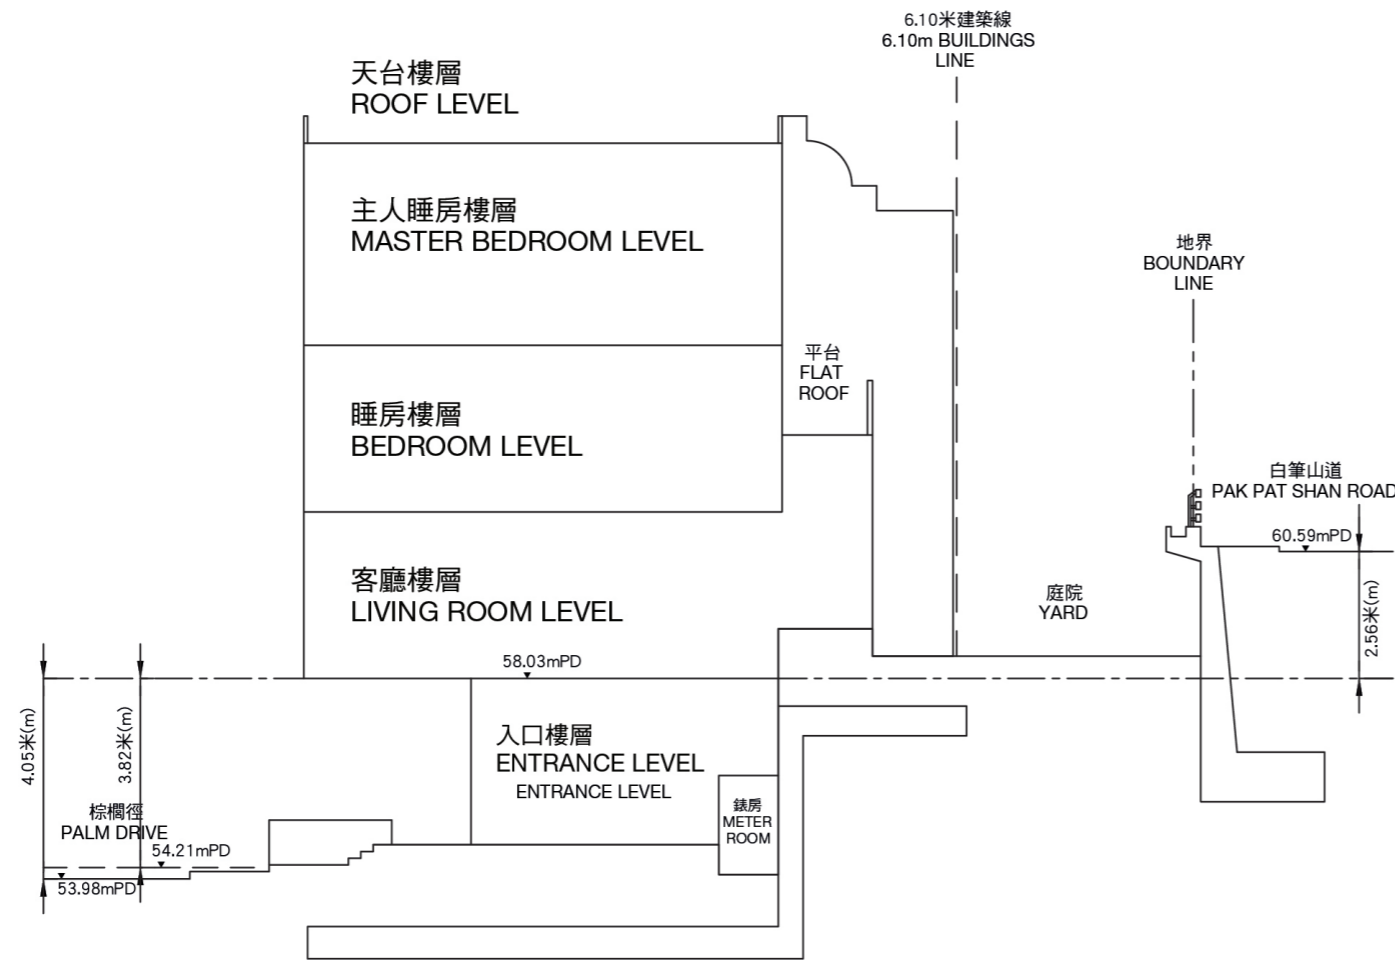 6.10米建築線
6.10m BUILDINGS
LINE
天台樓層
ROOF LEVEL
主人睡房樓層
MASTER BEDROOM LEVEL
地界
BOUNDARY
LINE
平台
FLAT
ROOF
睡房樓層
BEDROOM LEVEL
白筆山道
PAK PAT SHAN ROAD
60.59mPD
客廳樓層
LIVING ROOM LEVEL
庭院
YARD
2.56米(m)
58.03mPD
4.05米(m)
3.82米(m)
入口樓層
ENTRANCE LEVEL
ENTRANCE LEVEL
錶房
METER
ROOM
棕櫚徑
PALM DRIVE
54.21mPD
53.98mPD